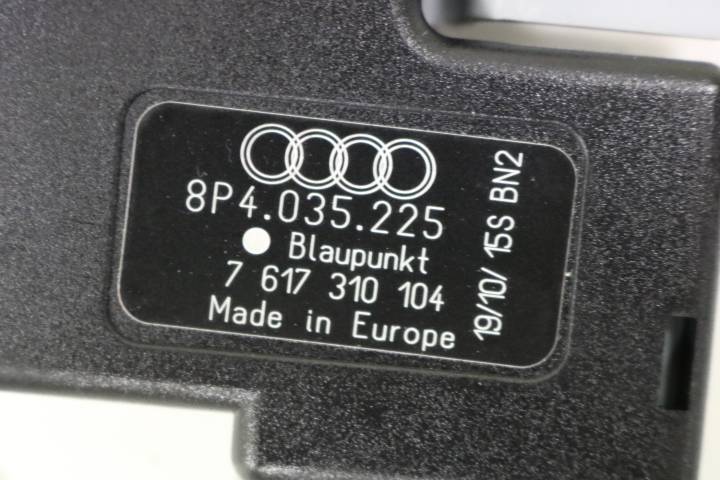 8P4.035.225
Blaupunkt
7 617 310 104
Made in Europe
19/10/ 15S BN2